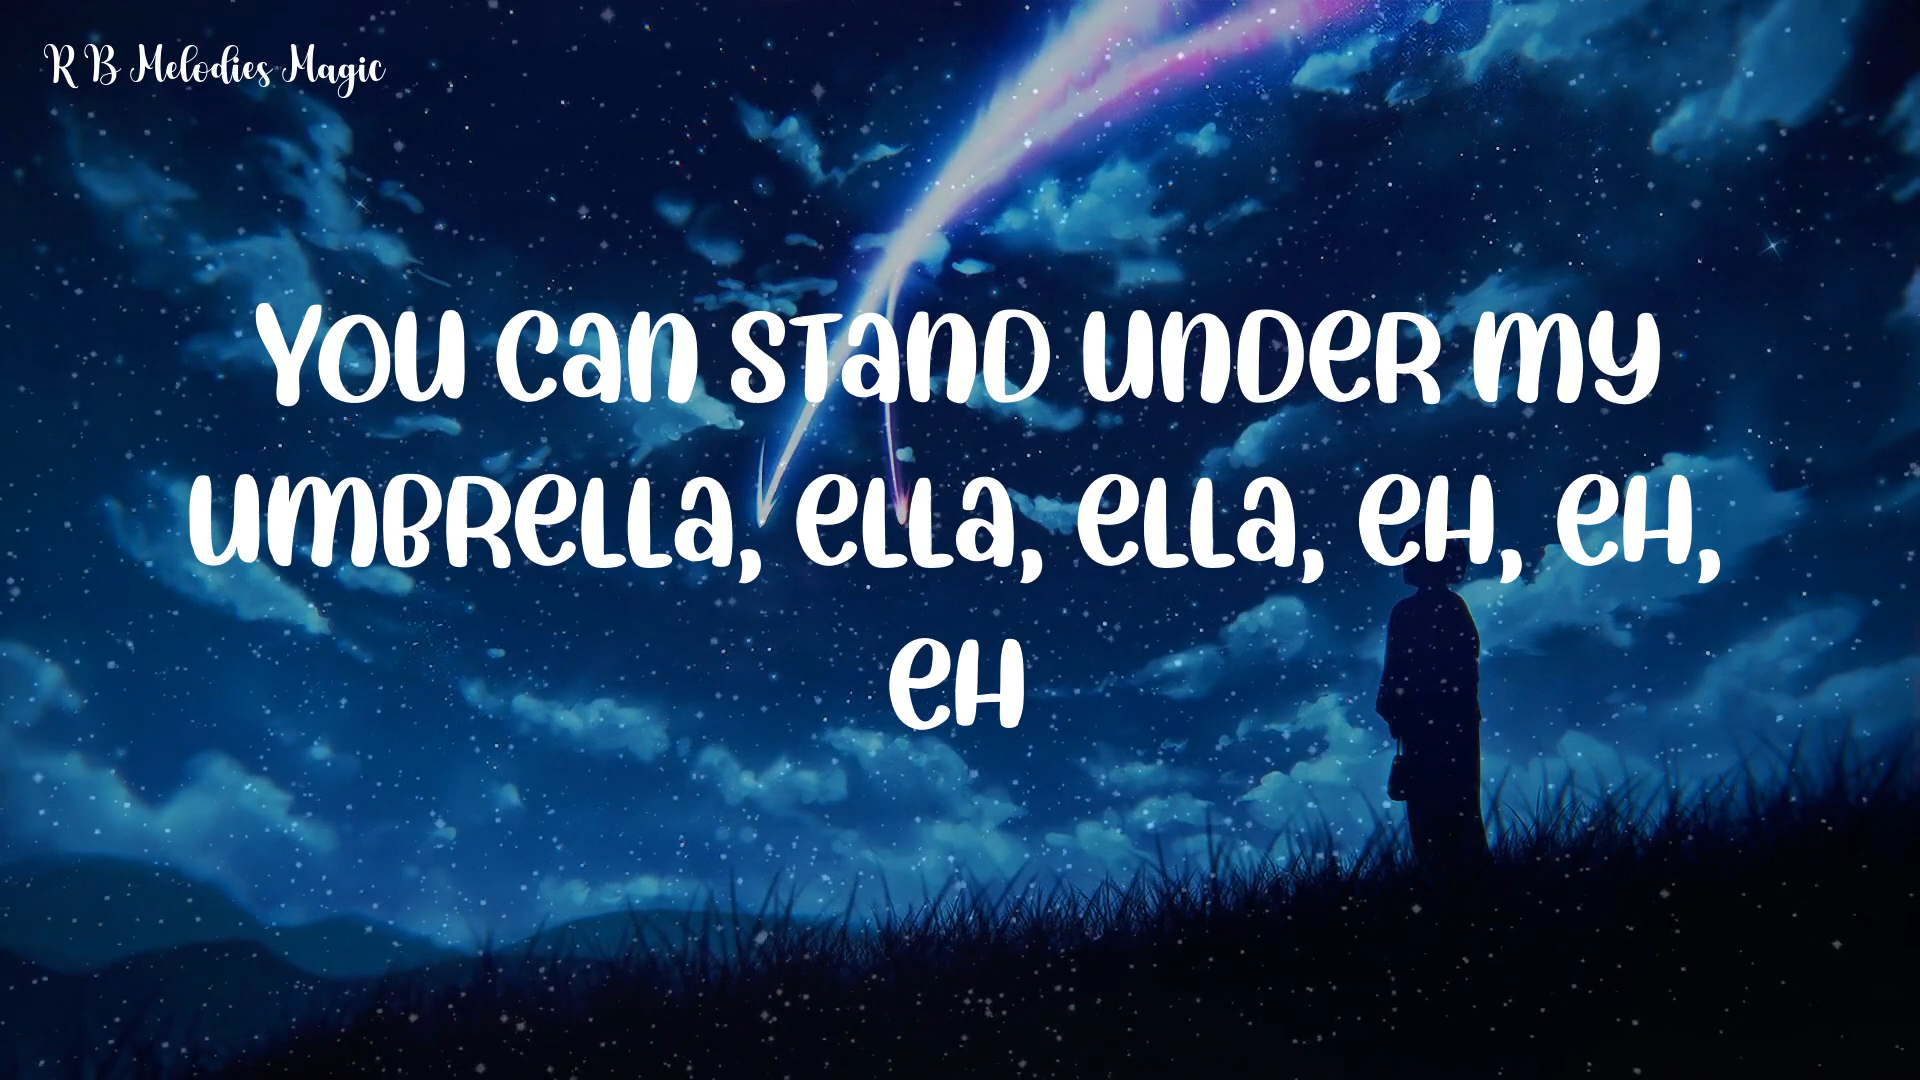 R B Melodies Magic
You can stand under my
umbrella, ella, ella, eh, eh,
eh